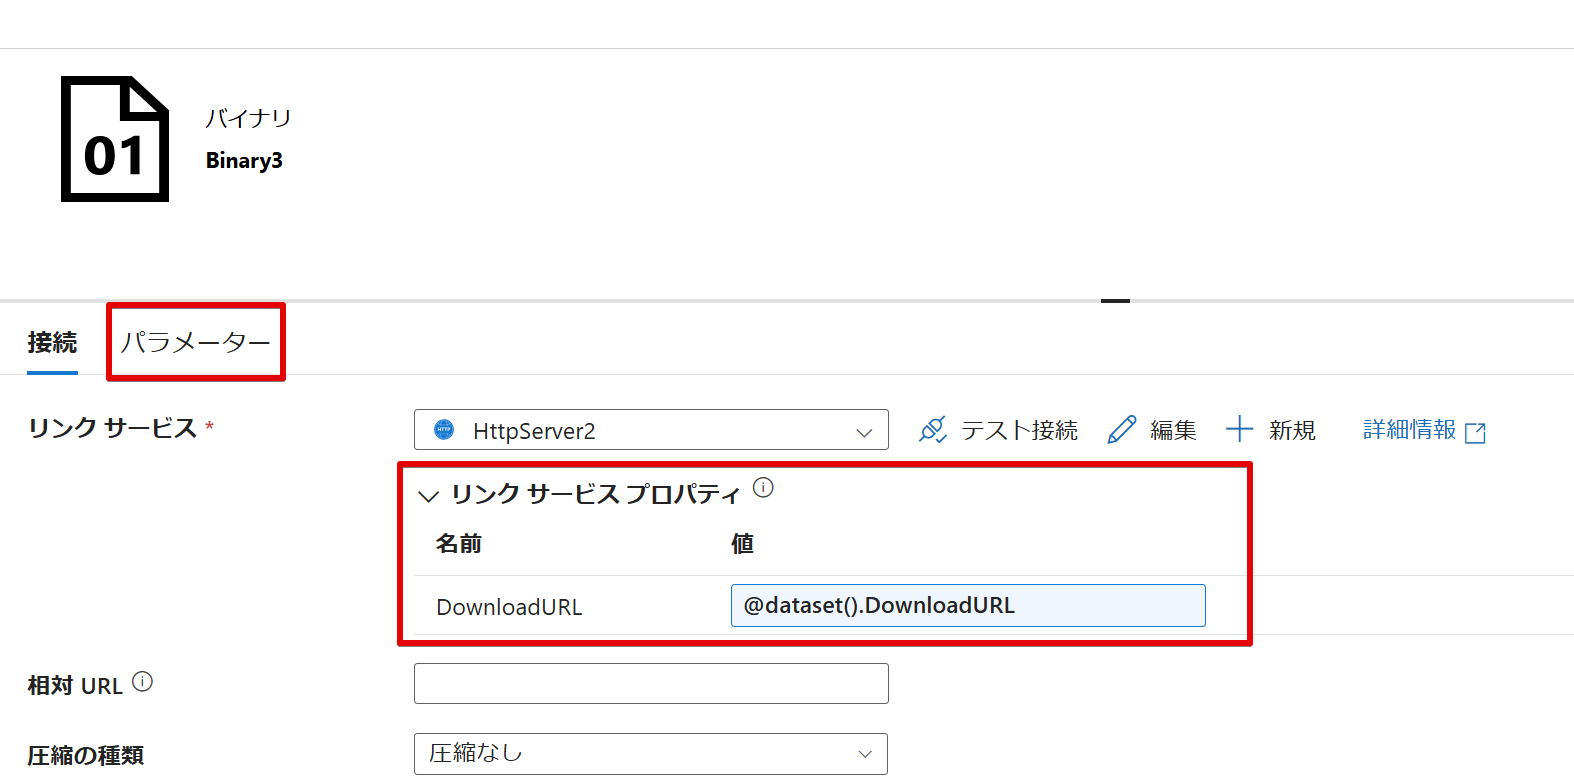 01
バイナリ
Binary3
接続 パラメーター
リンク サービス *
HTTP HttpServer2
テスト接続 編集 新規 詳細情報
リンク サービス プロパティ
名前 値
DownloadURL @dataset().DownloadURL
相対 URL
圧縮の種類 圧縮なし